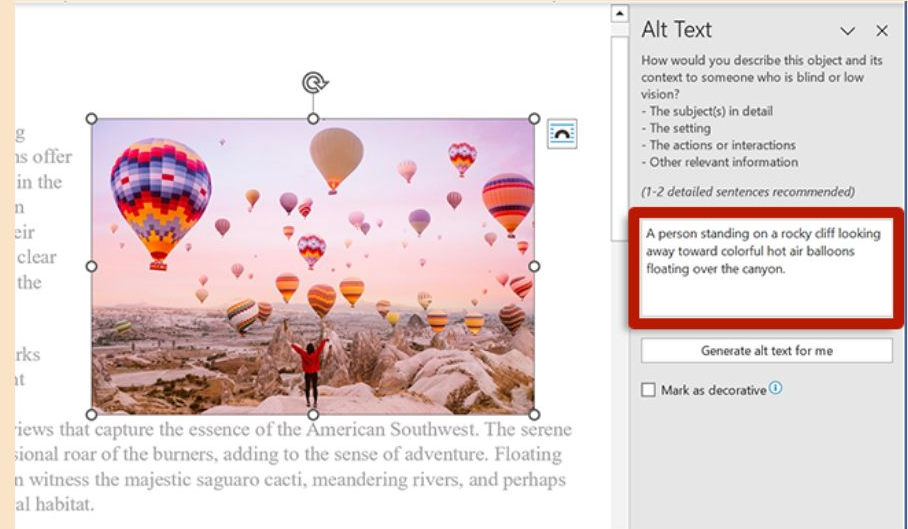 Alt Text
How would you describe this object and its
context to someone who is blind or low
vision?
- The subject(s) in detail
- The setting
- The actions or interactions
- Other relevant information
(1-2 detailed sentences recommended)
A person standing on a rocky cliff looking
away toward colorful hot air balloons
floating over the canyon.
Generate alt text for me
Mark as decorative
g
ns offer
in the
n
eir
clear
the
rks
nt
views that capture the essence of the American Southwest. The serene
sional roar of the burners, adding to the sense of adventure. Floating
n witness the majestic saguaro cacti, meandering rivers, and perhaps
al habitat.